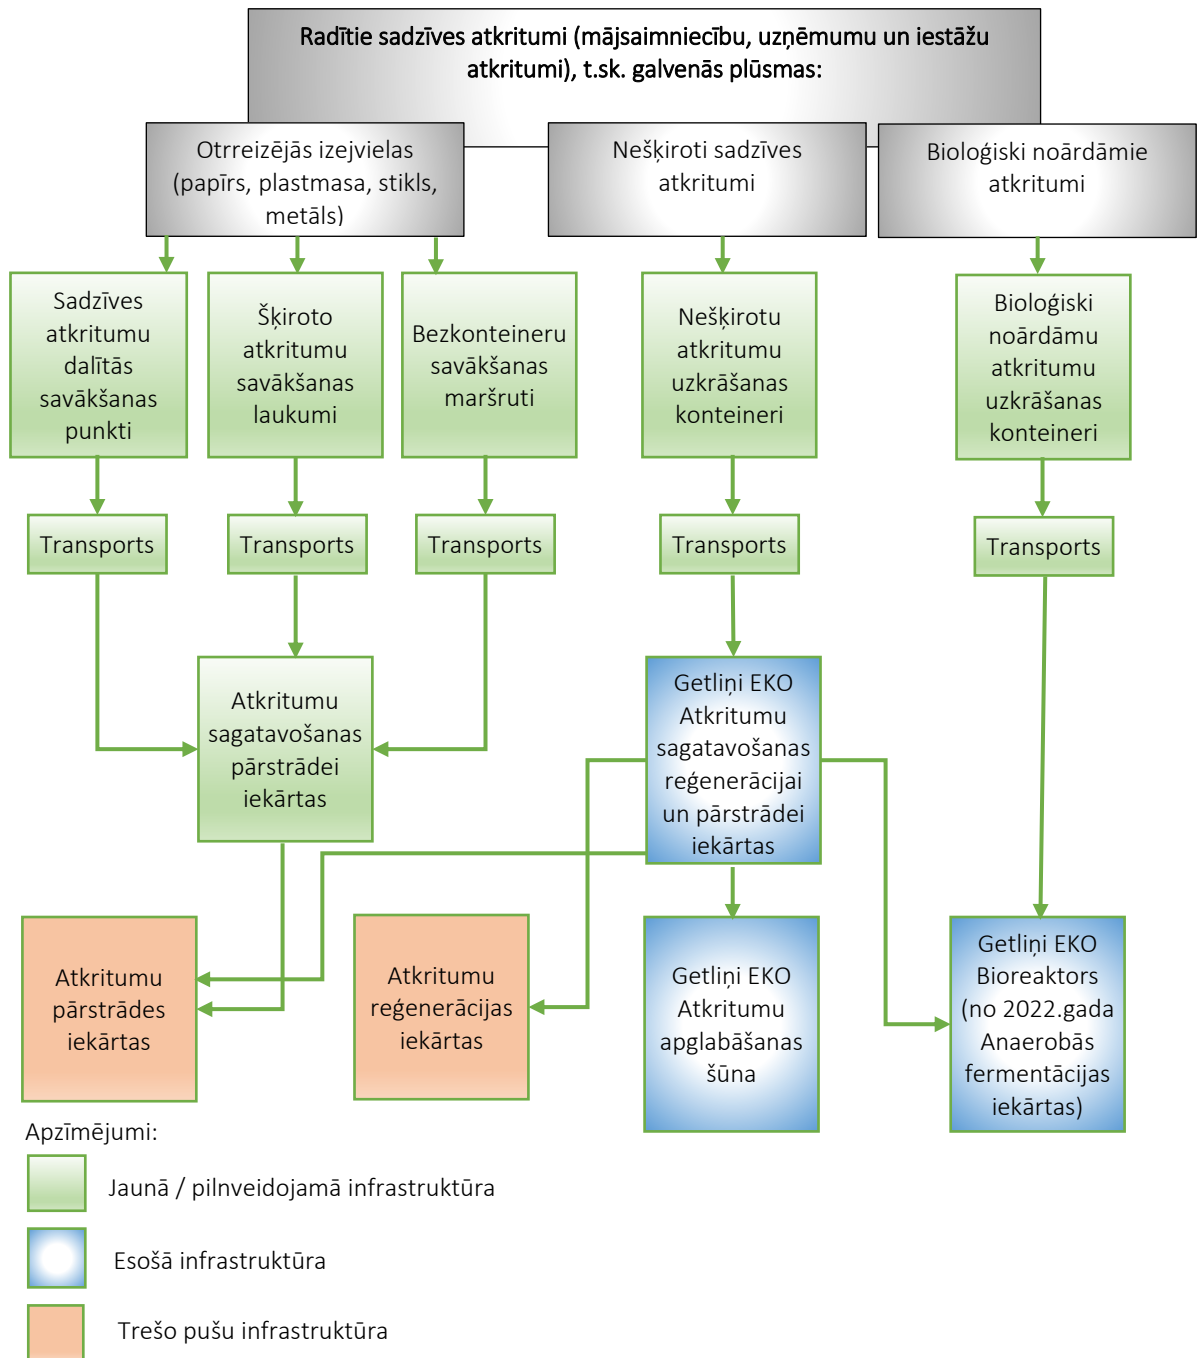 Radītie sadzīves atkritumi (mājsaimniecību, uzņēmumu un iestāžu
atkritumi), t.sk. galvenās plūsmas:
Otrreizējās izejvielas
(papīrs, plastmasa, stikls,
metāls)
Nešķiroti sadzīves
atkritumi
Bioloģiski noārdāmie
atkritumi
Sadzīves
atkritumu
dalītās
savākšanas
punkti
Šķiroto
atkritumu
savākšanas
laukumi
Bezkonteineru
savākšanas
maršruti
Nešķirotu
atkritumu
uzkrāšanas
konteineri
Bioloģiski
noārdāmu
atkritumu
uzkrāšanas
konteineri
Transports
Transports
Transports
Transports
Transports
Atkritumu
sagatavošanas
pārstrādei
iekārtas
Getliņi EKO
Atkritumu
sagatavošanas
reģenerācijai
un pārstrādei
iekārtas
Atkritumu
pārstrādes
iekārtas
Atkritumu
reģenerācijas
iekārtas
Getliņi EKO
Atkritumu
apglabāšanas
šūna
Getliņi EKO
Bioreaktors
(no 2022.gada
Anaerobās
fermentācijas
iekārtas)
Apzīmējumi:
Jaunā / pilnveidojamā infrastruktūra
Esošā infrastruktūra
Trešo pušu infrastruktūra